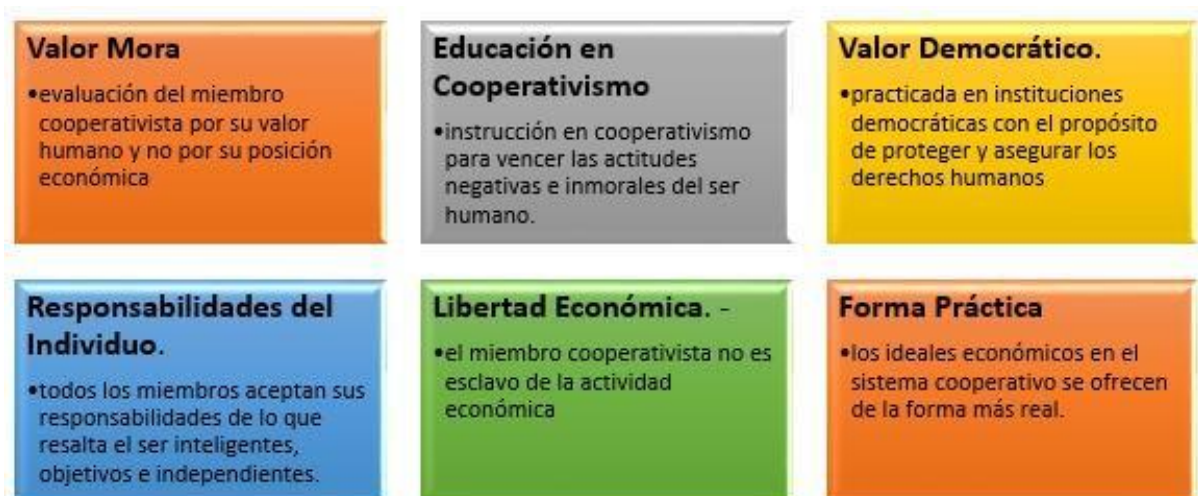 Valor Mora
•evaluación del miembro
cooperativista por su valor
humano y no por su posición
económica
Educación en
Cooperativismo
•instrucción en cooperativismo
para vencer las actitudes
negativas e inmorales del ser
humano.
Valor Democrático.
•practicada en instituciones
democráticas con el propósito
de proteger y asegurar los
derechos humanos
Responsabilidades del
Individuo.
•todos los miembros aceptan sus
responsabilidades de lo que
resalta el ser inteligentes,
objetivos e independientes.
Libertad Económica. -
•el miembro cooperativista no es
esclavo de la actividad
económica
Forma Práctica
•los ideales económicos en el
sistema cooperativo se ofrecen
de la forma más real.